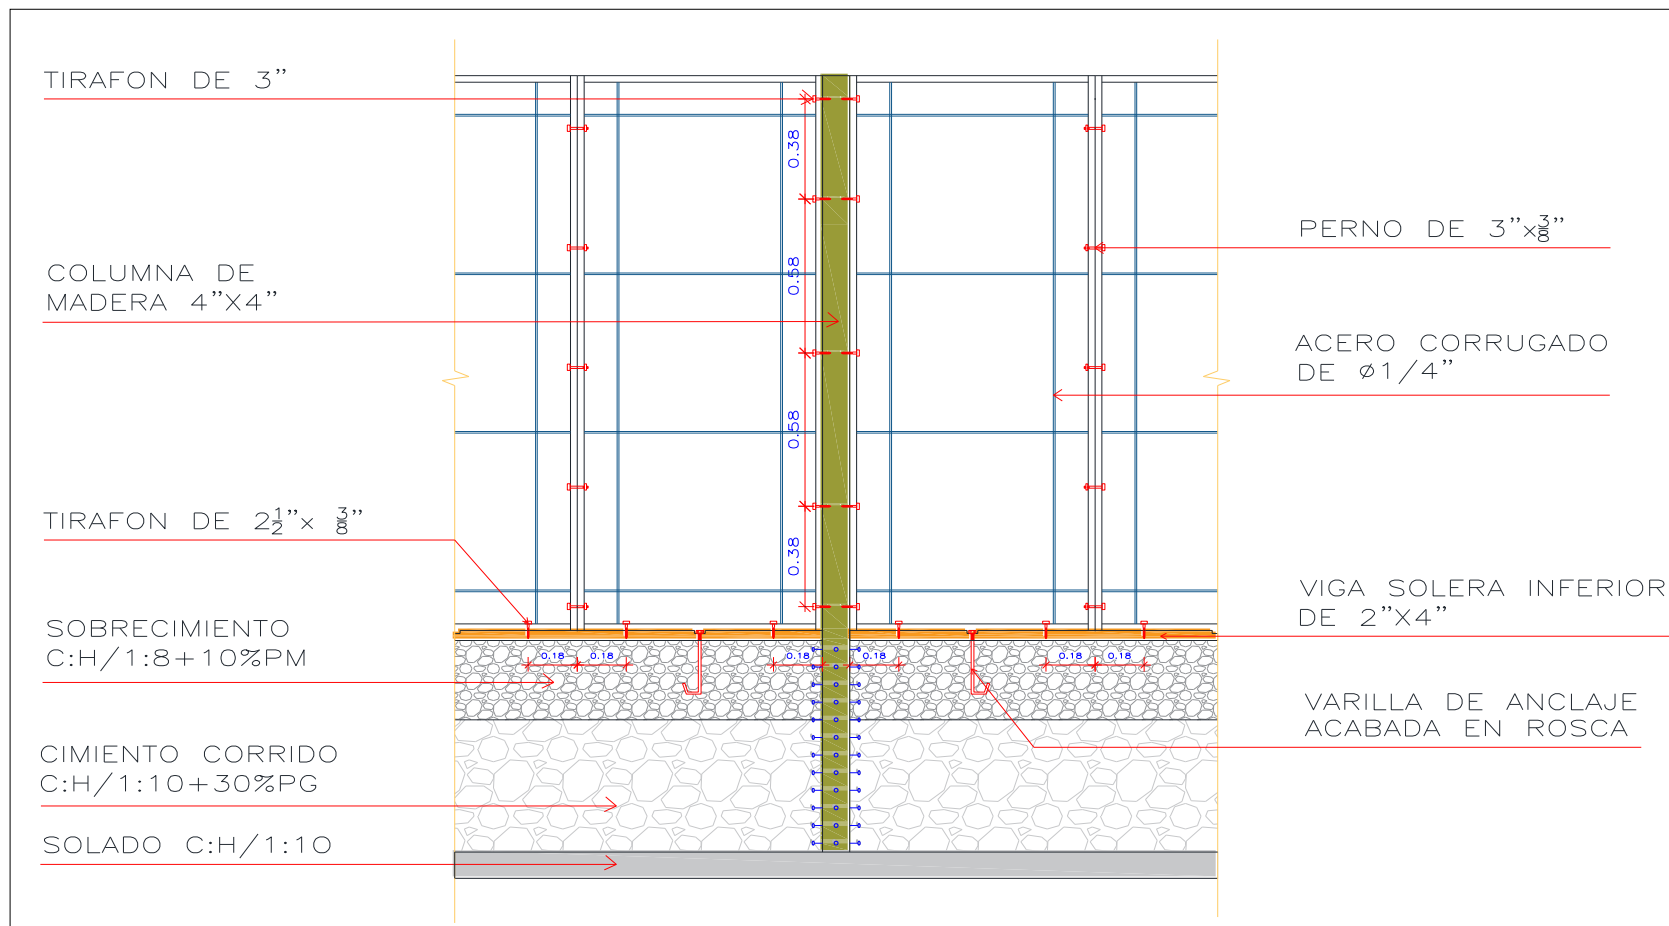 TIRAFON DE 3"
COLUMNA DE
MADERA 4"X4"
TIRAFON DE 2½"x ⅜"
SOBRECIMIENTO
C:H/1:8+10%PM
CIMIENTO CORRIDO
C:H/1:10+30%PG
SOLADO C:H/1:10
0.38
0.58
0.58
0.38
0.18 0.18 0.18 0.18 0.18 0.18
PERNO DE 3"x⅜"
ACERO CORRUGADO
DE Ø1/4"
VIGA SOLERA INFERIOR
DE 2"X4"
VARILLA DE ANCLAJE
ACABADA EN ROSCA